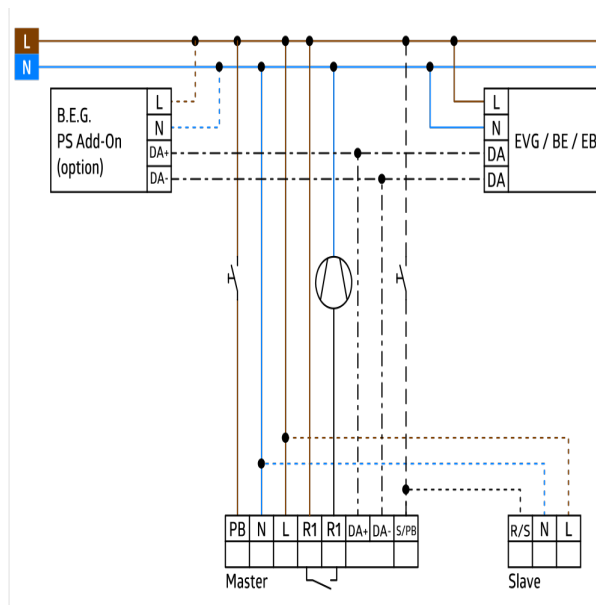 L
N
B.E.G.
PS Add-On
(option)
L
N
DA+
DA-
L
N
DA
DA
EVG / BE / EB
PB N L R1 R1 DA+ DA- S/PB
Master
R/S N L
Slave